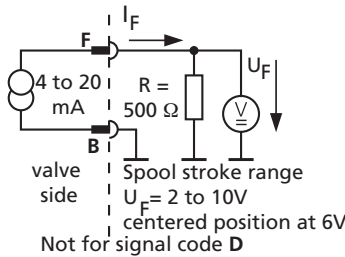 I_F
F
U_F
4 to 20
mA
R =
500 Ω
V
B
valve
side
Spool stroke range
U_F= 2 to 10V
centered position at 6V
Not for signal code D